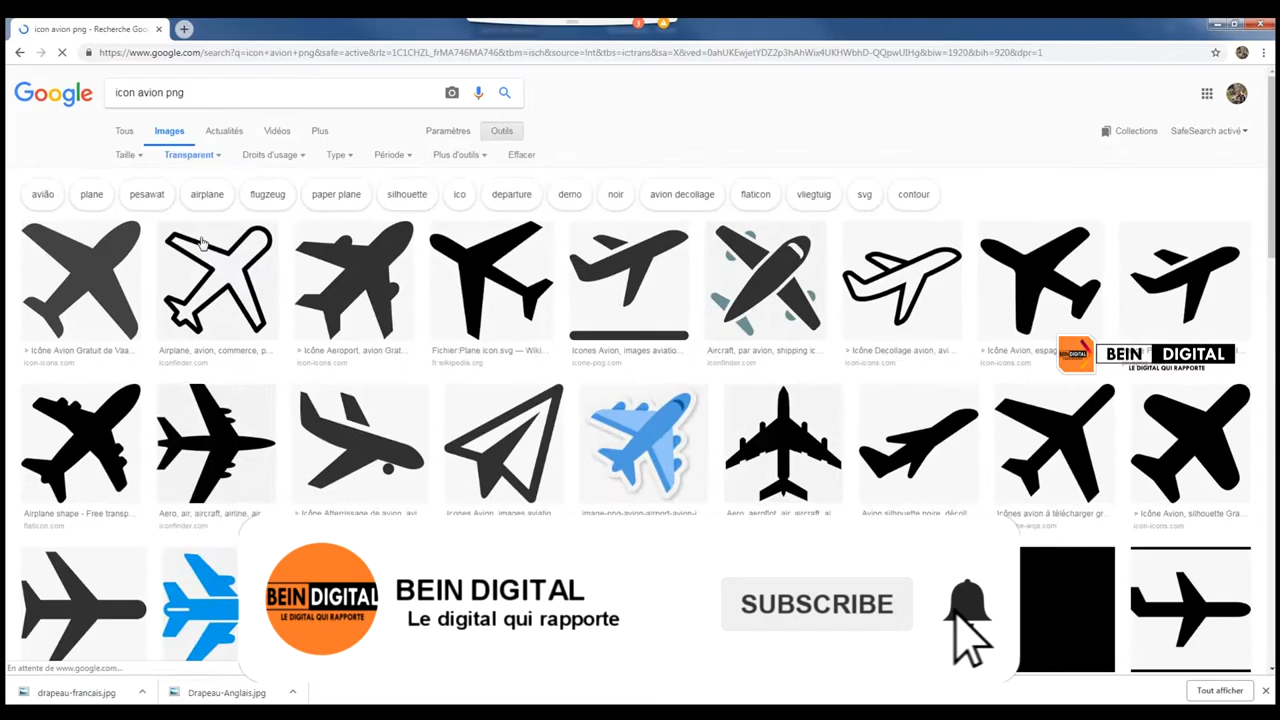 icon avion png - Recherche Goo
https://www.google.com/search?q=icon+avion+png&safe=active&rlz=1C1CHZL_frMA746MA746&tbm=isch&source=lnt&tbs=ic:trans&sa=X&ved=0ahUKEwjetYDZ2p3hAhWix4UKHWbhD-QQpwUIHg&biw=1920&bih=920&dpr=1
Google
icon avion png
Tous Images Actualités Vidéos Plus Paramètres Outils
Collections SafeSearch activé
Taille Transparent Droits d'usage Type Période Plus d'outils Effacer
avião plane pesawat airplane flugzeug paper plane silhouette ico departure demo noir avion decollage flaticon vliegtuig svg contour
» Icône Avion Gratuit de Vaa... Airplane, avion, commerce, p... » Icône Aeroport, avion Grat... Fichier:Plane icon.svg — Wiki... Icones Avion, images aviatio... Aircraft, par avion, shipping ic... » Icône Decollage avion, avi... » Icône Avion, espa
icon-icons.com iconfinder.com icon-icons.com fr.wikipedia.org icone-png.com iconfinder.com icon-icons.com icon-icons.com
BEIN DIGITAL
LE DIGITAL QUI RAPPORTE
Airplane shape - Free transp... Aero, air, aircraft, airline, air » Icône Atterrissage de avion, avi Icones Avion, images aviatio image-png-avion-airport-avion-i Aero, aeroflot, air, aircraft, ai Avion silhouette noire, décoll Icônes avion à télécharger gr... » Icône Avion, silhouette Gra...
flaticon.com iconfinder.com icon-icons.com
BEIN DIGITAL
LE DIGITAL QUI RAPPORTE
BEIN DIGITAL
Le digital qui rapporte
SUBSCRIBE
En attente de www.google.com...
drapeau-francais.jpg Drapeau-Anglais.jpg Tout afficher